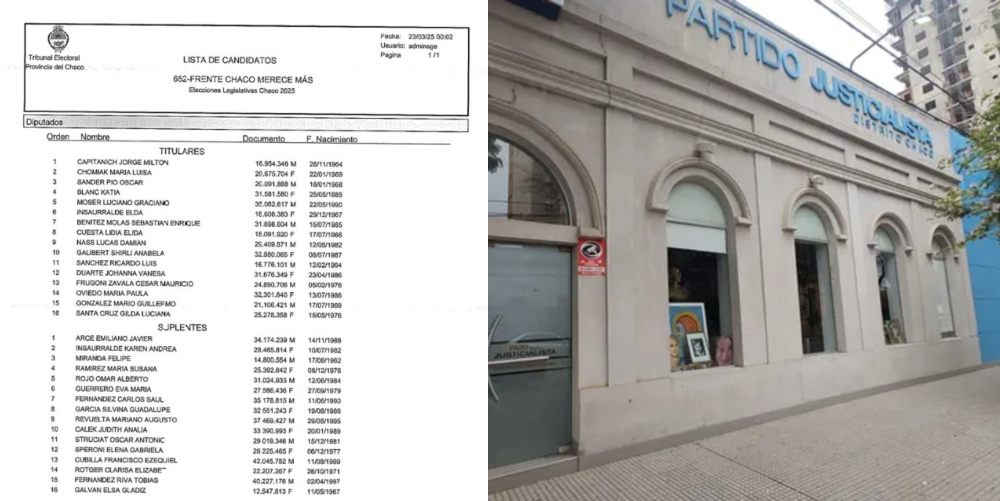 Tribunal Electoral
Provincia del Chaco
Fecha: 23/03/25 00:02
Usuario: adminage
Pagina 1 / 1
LISTA DE CANDIDATOS
652-FRENTE CHACO MERECE MÁS
Elecciones Legislativas Chaco 2025
Diputados
Orden Nombre Documento F. Nacimiento
TITULARES
1 CAPITANICH JORGE MILTON 16.954.348 M 28/11/1964
2 CHOMIAK MARIA LUISA 20.675.704 F 22/01/1969
3 SANDER PIO OSCAR 20.091.888 M 18/01/1968
4 BLANC KATIA 31.581.580 F 25/05/1985
5 MOSER LUCIANO GRACIANO 35.082.617 M 22/05/1990
6 INSAURRALDE ELDA 18.608.383 F 29/12/1967
7 BENITEZ MOLAS SEBASTIAN ENRIQUE 31.698.604 M 15/07/1985
8 CUESTA LIDIA ELIDA 18.091.920 F 17/07/1966
9 NASS LUCAS DAMIAN 29.409.871 M 12/05/1982
10 GALIBERT SHIRLI ANABELA 32.980.065 F 08/07/1987
11 SANCHEZ RICARDO LUIS 16.776.101 M 12/02/1964
12 DUARTE JOHANNA VANESA 31.676.349 F 23/04/1986
13 FRUGONI ZAVALA CESAR MAURICIO 24.890.706 M 05/02/1976
14 OVIEDO MARIA PAULA 32.301.640 F 13/07/1986
15 GONZALEZ MARIO GUILLERMO 21.106.421 M 17/07/1969
16 SANTA CRUZ GILDA LUCIANA 25.278.358 F 15/05/1976
SUPLENTES
1 ARCE EMILIANO JAVIER 34.174.239 M 14/11/1988
2 INSAURRALDE KAREN ANDREA 29.465.814 F 10/07/1982
3 MIRANDA FELIPE 14.800.554 M 17/08/1962
4 RAMIREZ MARIA SUSANA 25.392.842 F 08/12/1976
5 ROJO OMAR ALBERTO 31.024.933 M 12/06/1984
6 GUERRERO EVA MARIA 27.586.436 F 27/09/1979
7 FERNANDEZ CARLOS SAUL 35.178.815 M 11/05/1990
8 GARCIA SILVINA GUADALUPE 32.551.243 F 19/08/1986
9 REVUELTA MARIANO AUGUSTO 37.469.427 M 29/05/1995
10 CALEK JUDITH ANALIA 33.390.993 F 20/01/1989
11 STRUCIAT OSCAR ANTONIC 29.019.346 M 15/12/1981
12 SPERONI ELENA GABRIELA 26.225.465 F 06/12/1977
13 CUBILLA FRANCISCO EZEQUIEL 42.045.782 M 11/08/1999
14 ROTGER CLARISA ELIZABET 22.207.267 F 28/10/1971
15 FERNANDEZ RIVA TOBIAS 40.227.176 M 02/04/1997
16 GALVAN ELSA GLADIZ 12.547.813 F 11/05/1957
PARTIDO JUSTICIALISTA
DISTRITO CHACO
JUSTICIALISTA